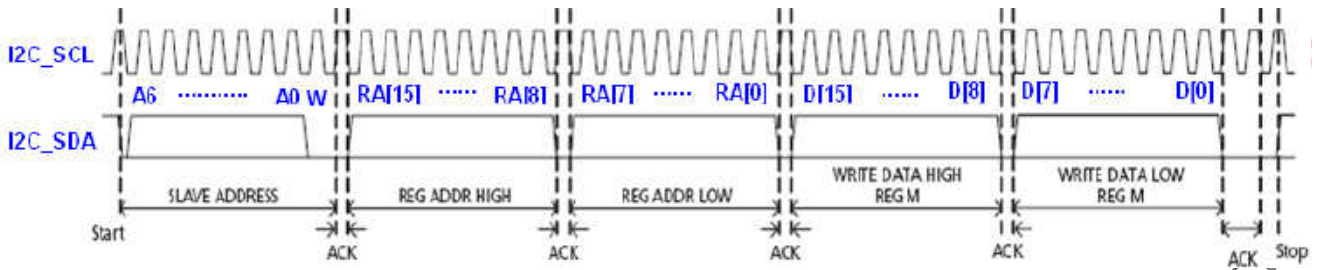 I2C_SCL
A6 .......... A0 W RA[15] ...... RA[8] RA[7] ...... RA[0] D[15] ...... D[8] D[7] ...... D[0]
I2C_SDA
SLAVE ADDRESS REG ADDR HIGH REG ADDR LOW WRITE DATA HIGH REG M WRITE DATA LOW REG M
Start ACK ACK ACK ACK ACK Stop